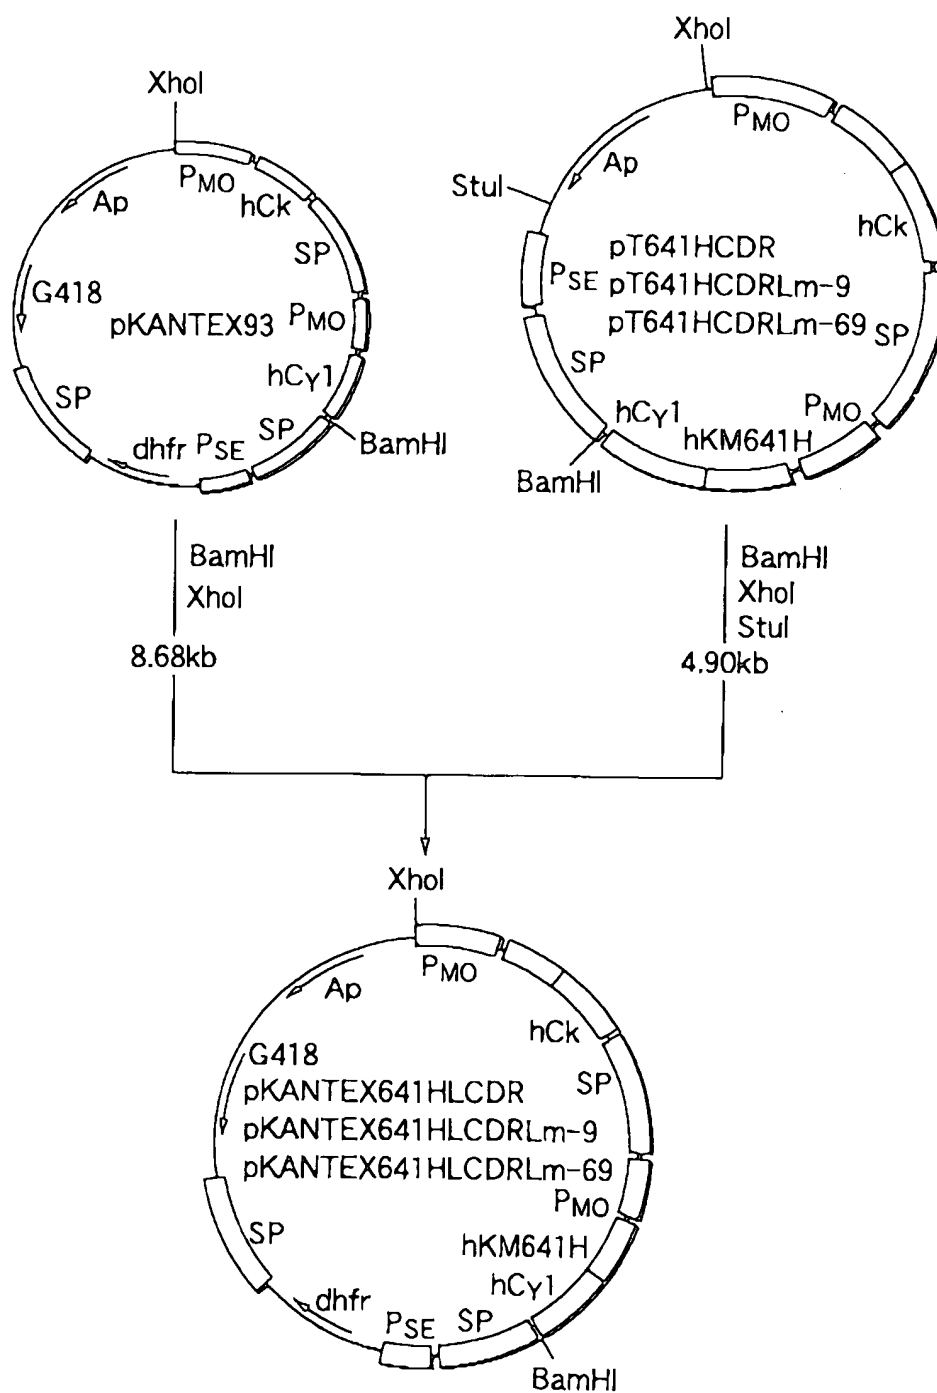 XhoI
PMO
hCk
SP
PMO
hCγ1
BamHI
SP
PSE
dhfr
SP
G418
Ap
pKANTEX93
XhoI
PMO
hCk
SP
PMO
hKM641H
hCγ1
BamHI
SP
PSE
StuI
Ap
pT641HCDR
pT641HCDRLm-9
pT641HCDRLm-69
BamHI
XhoI
8.68kb
BamHI
XhoI
StuI
4.90kb
XhoI
PMO
hCk
SP
PMO
hKM641H
hCγ1
BamHI
SP
PSE
dhfr
SP
Ap
G418
pKANTEX641HLCDR
pKANTEX641HLCDRLm-9
pKANTEX641HLCDRLm-69